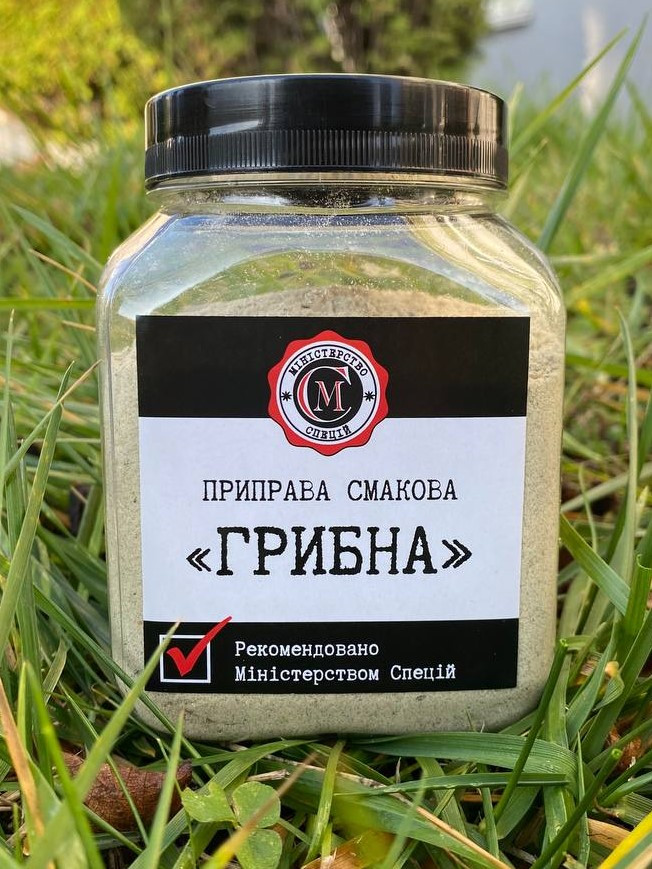 МІНІСТЕРСТВО
СМ
СПЕЦІЙ
ПРИПРАВА СМАКОВА
«ГРИБНА»
Рекомендовано
Міністерством Спецій